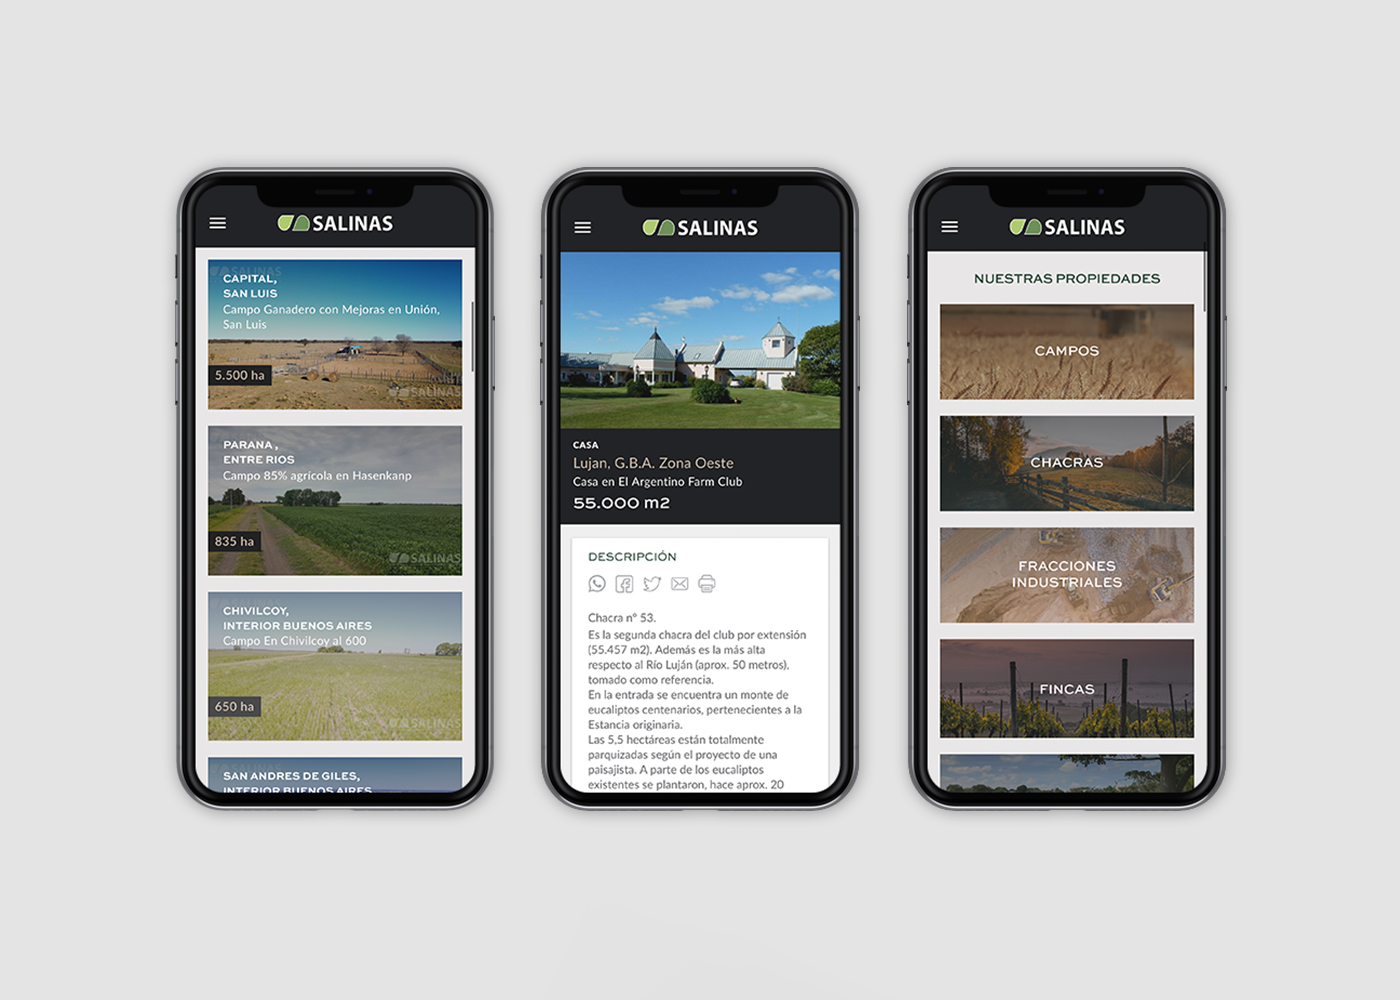 SALINAS
CAPITAL,
SAN LUIS
Campo Ganadero con Mejoras en Unión,
San Luis
5.500 ha
SALINAS
PARANA,
ENTRE RIOS
Campo 85% agrícola en Hasenkanp
835 ha
SALINAS
CHIVILCOY,
INTERIOR BUENOS AIRES
Campo En Chivilcoy al 600
650 ha
SALINAS
SAN ANDRES DE GILES,
INTERIOR BUENOS AIRES
SALINAS
CASA
Lujan, G.B.A. Zona Oeste
Casa en El Argentino Farm Club
55.000 m2
DESCRIPCIÓN
Chacra n° 53.
Es la segunda chacra del club por extensión
(55.457 m2). Además es la más alta
respecto al Río Luján (aprox. 50 metros),
tomado como referencia.
En la entrada se encuentra un monte de
eucaliptos centenarios, pertenecientes a la
Estancia originaria.
Las 5,5 hectáreas están totalmente
parquizadas según el proyecto de una
paisajista. A parte de los eucaliptos
existentes se plantaron, hace aprox. 20
SALINAS
NUESTRAS PROPIEDADES
CAMPOS
CHACRAS
FRACCIONES
INDUSTRIALES
FINCAS